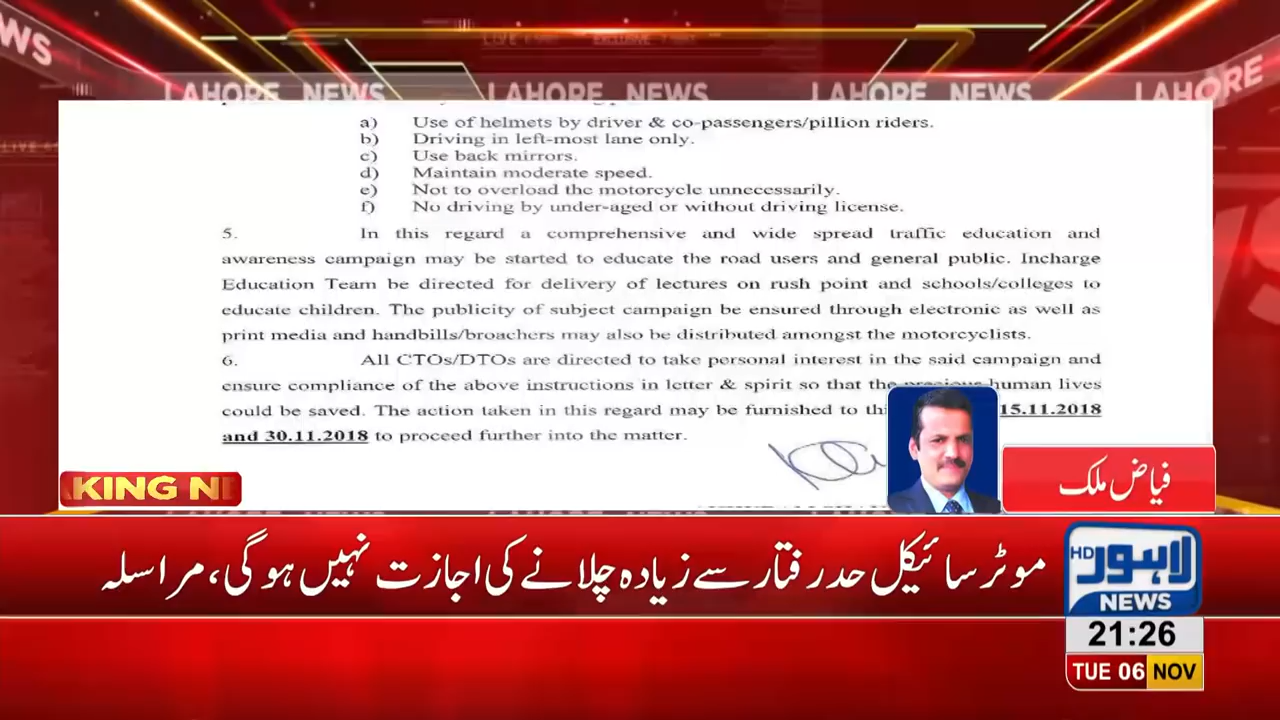 LAHORE NEWS LAHORE NEWS LAHORE NEWS LAHORE
a) Use of helmets by driver & co-passengers/pillion riders.
b) Driving in left-most lane only.
c) Use back mirrors.
d) Maintain moderate speed.
e) Not to overload the motorcycle unnecessarily.
f) No driving by under-aged or without driving license.
5. In this regard a comprehensive and wide spread traffic education and
awareness campaign may be started to educate the road users and general public. Incharge
Education Team be directed for delivery of lectures on rush point and schools/colleges to
educate children. The publicity of subject campaign be ensured through electronic as well as
print media and handbills/broachers may also be distributed amongst the motorcyclists.
6. All CTOs/DTOs are directed to take personal interest in the said campaign and
ensure compliance of the above instructions in letter & spirit so that the precious human lives
could be saved. The action taken in this regard may be furnished to 15.11.2018
and 30.11.2018 to proceed further into the matter.
فیاض ملک
AKING NE
موٹر سائیکل حد رفتار سے زیادہ چلانے کی اجازت نہیں ہوگی، مراسلہ
HD لاہور
NEWS
21:26
TUE 06 NOV